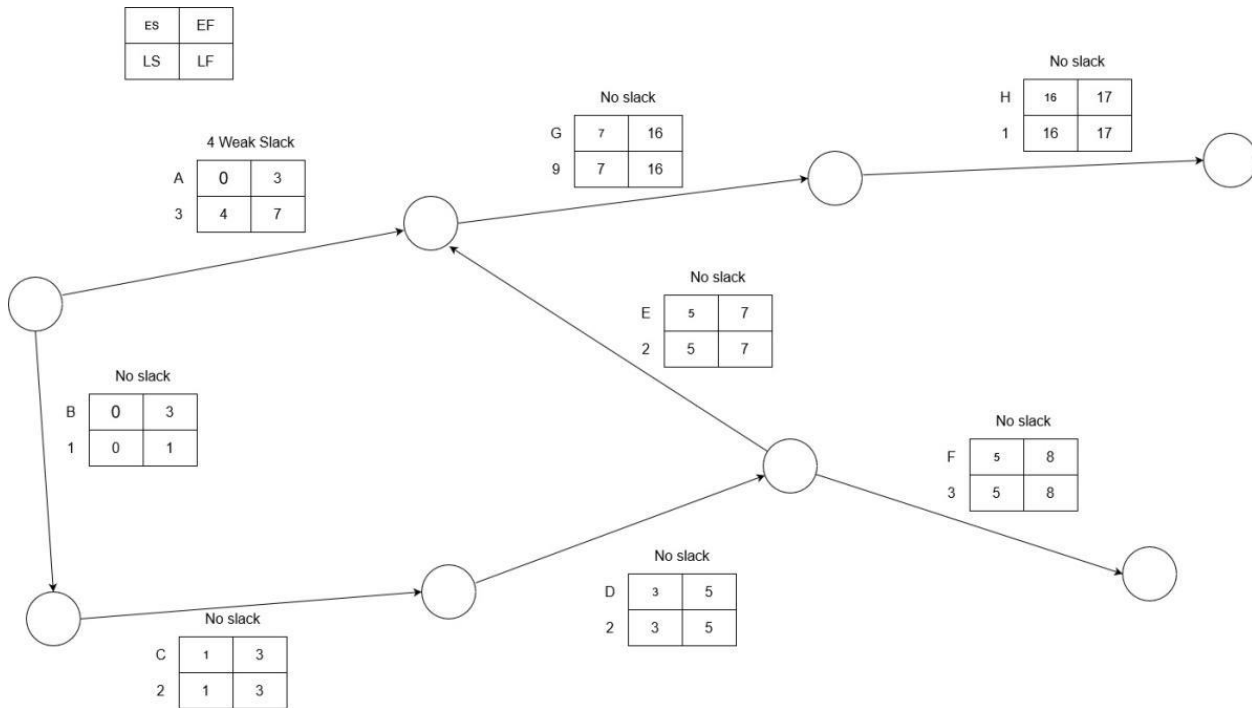 ES EF
LS LF
No slack
H 16 17
1 16 17
No slack
G 7 16
9 7 16
4 Weak Slack
A 0 3
3 4 7
No slack
E 5 7
2 5 7
No slack
B 0 3
1 0 1
No slack
F 5 8
3 5 8
No slack
D 3 5
2 3 5
No slack
C 1 3
2 1 3